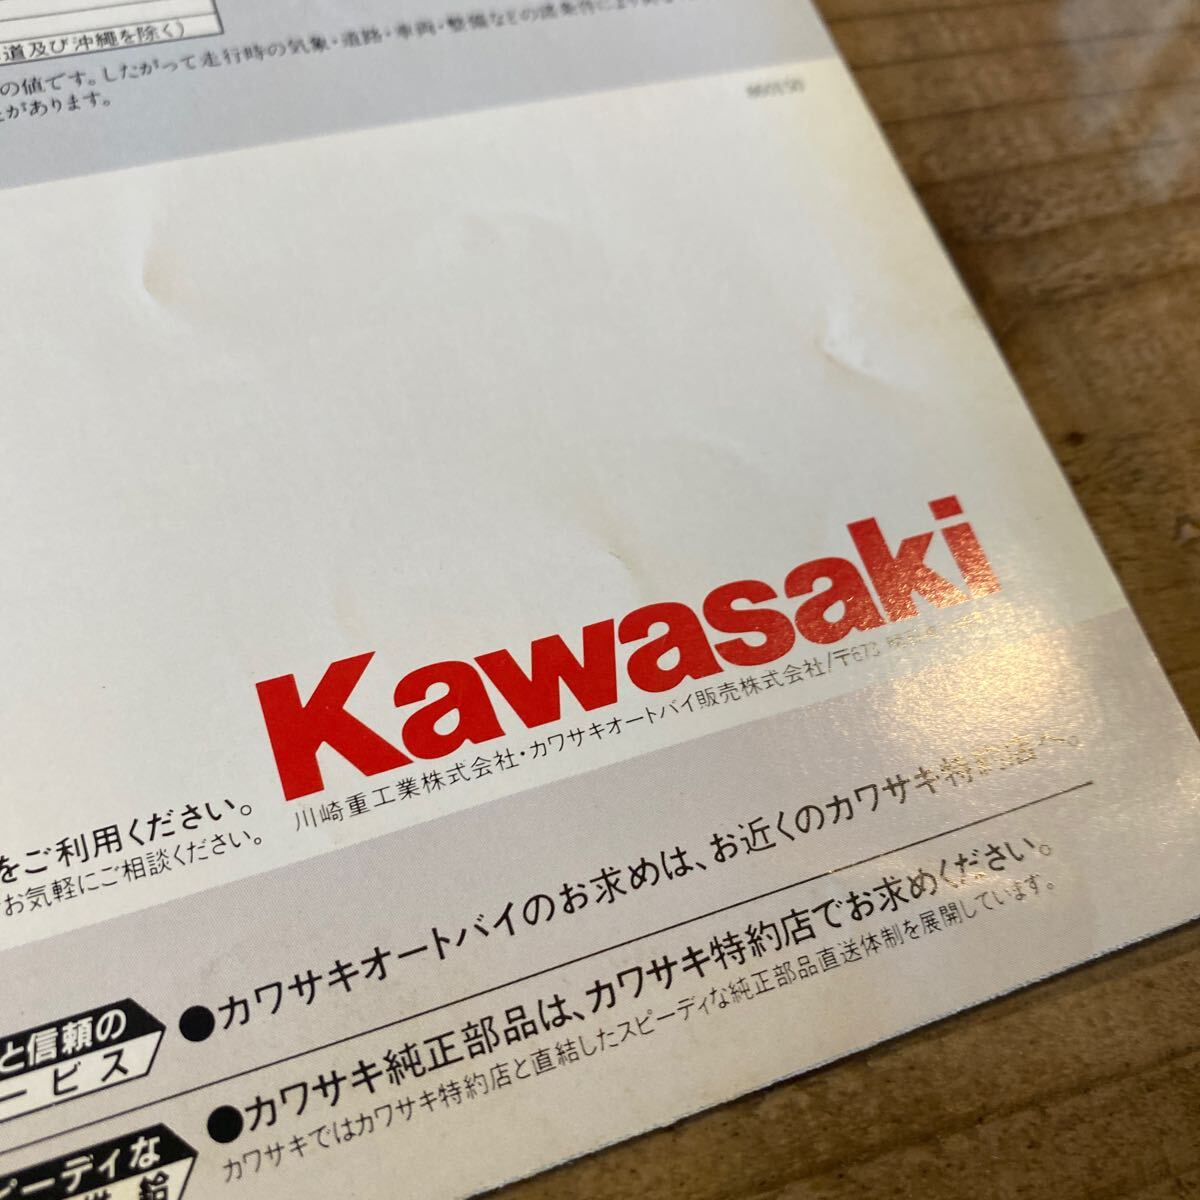 道及び沖縄を除く)
の値です。したがって走行時の気象・道路・車両・整備などの諸条件により
があります。
Kawasaki
川崎重工業株式会社・カワサキオートバイ販売株式会社/〒673
をご利用ください。
お気軽にご相談ください。
●カワサキオートバイのお求めは、お近くのカワサキ特約店へ。
と信頼の
ービス
●カワサキ純正部品は、カワサキ特約店でお求めください。
カワサキではカワサキ特約店と直結したスピーディな純正部品直送体制を展開しています。
ピーディな
供給